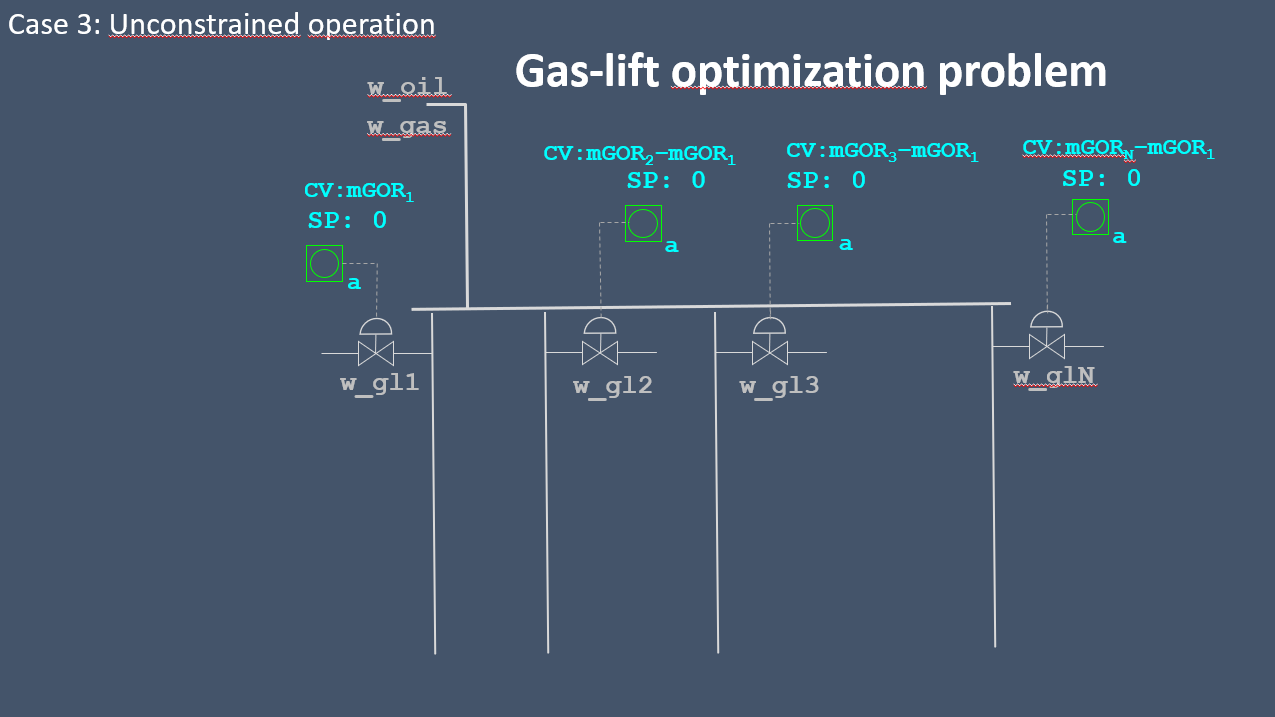 Case 3: Unconstrained operation
Gas-lift optimization problem
w_oil
w_gas
CV:mGOR₁
SP: 0
a
CV:mGOR₂−mGOR₁
SP: 0
a
CV:mGOR₃−mGOR₁
SP: 0
a
CV:mGOR_N−mGOR₁
SP: 0
a
w_gl1
w_gl2
w_gl3
w_glN